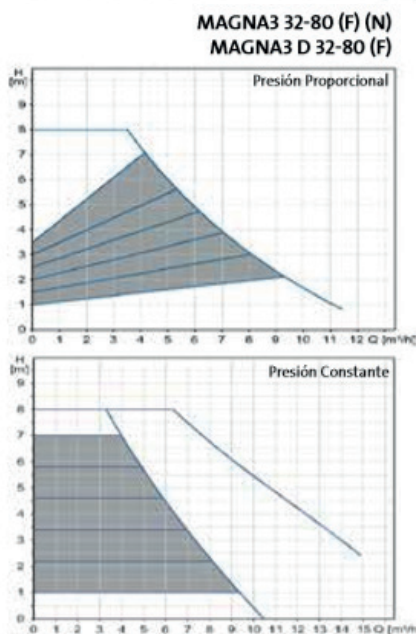 MAGNA3 32-80 (F) (N)
MAGNA3 D 32-80 (F)
H
[m]
Presión Proporcional
9
8
7
6
5
4
3
2
1
0
0 1 2 3 4 5 6 7 8 9 10 11 12 Q [m³/h]
H
[m]
Presión Constante
9
8
7
6
5
4
3
2
1
0
0 1 2 3 4 5 6 7 8 9 10 11 12 13 14 15 Q [m³/h]